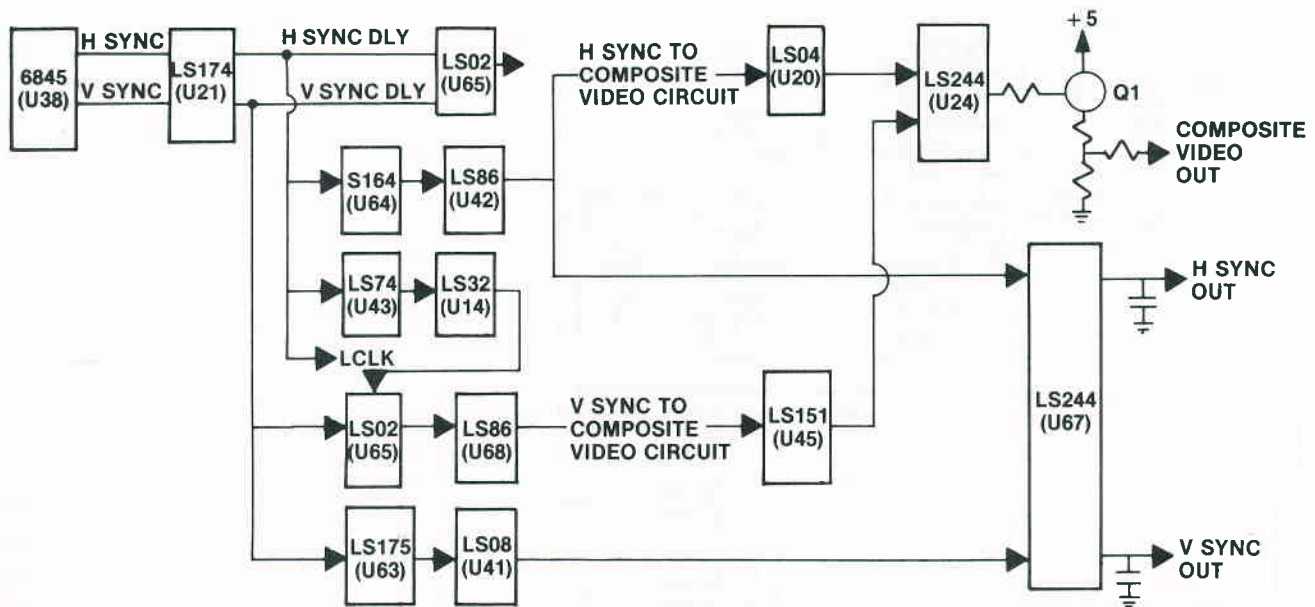 6845
(U38)
H SYNC
V SYNC
LS174
(U21)
H SYNC DLY
V SYNC DLY
LS02
(U65)
H SYNC TO
COMPOSITE
VIDEO CIRCUIT
LS04
(U20)
LS244
(U24)
+ 5
Q1
COMPOSITE
VIDEO
OUT
S164
(U64)
LS86
(U42)
LS74
(U43)
LS32
(U14)
LCLK
H SYNC
OUT
LS02
(U65)
LS86
(U68)
V SYNC TO
COMPOSITE
VIDEO CIRCUIT
LS151
(U45)
LS244
(U67)
LS175
(U63)
LS08
(U41)
V SYNC
OUT